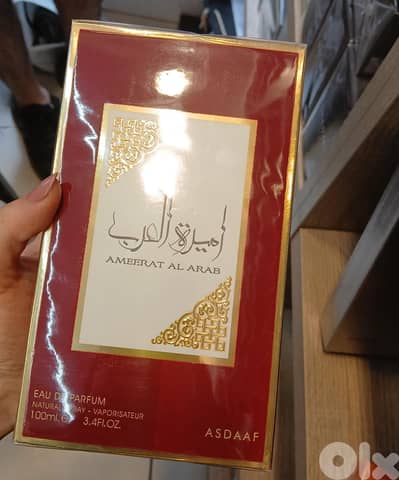 اميرة العرب
AMEERAT AL ARAB
EAU DE PARFUM
NATURAL SPRAY - VAPORISATEUR
100ml e 3.4Fl.OZ.
ASDAAF
OLX